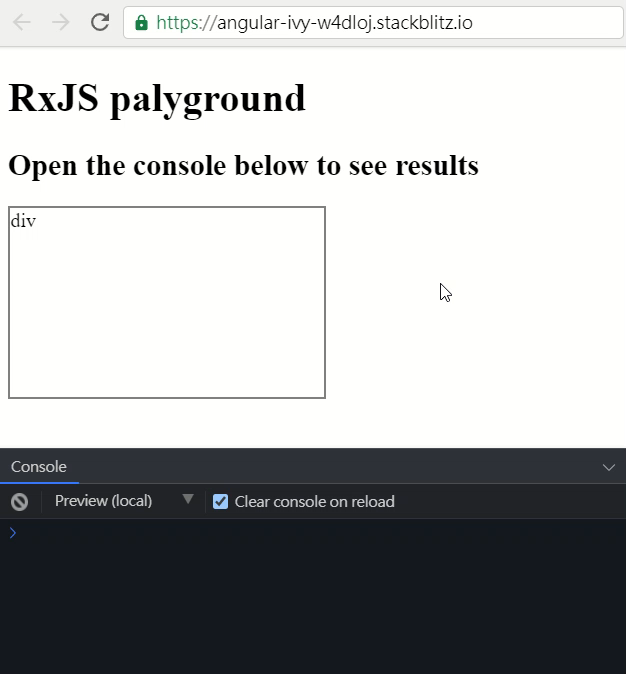 https://angular-ivy-w4dloj.stackblitz.io
RxJS palyground
Open the console below to see results
div
Console
Preview (local)
Clear console on reload